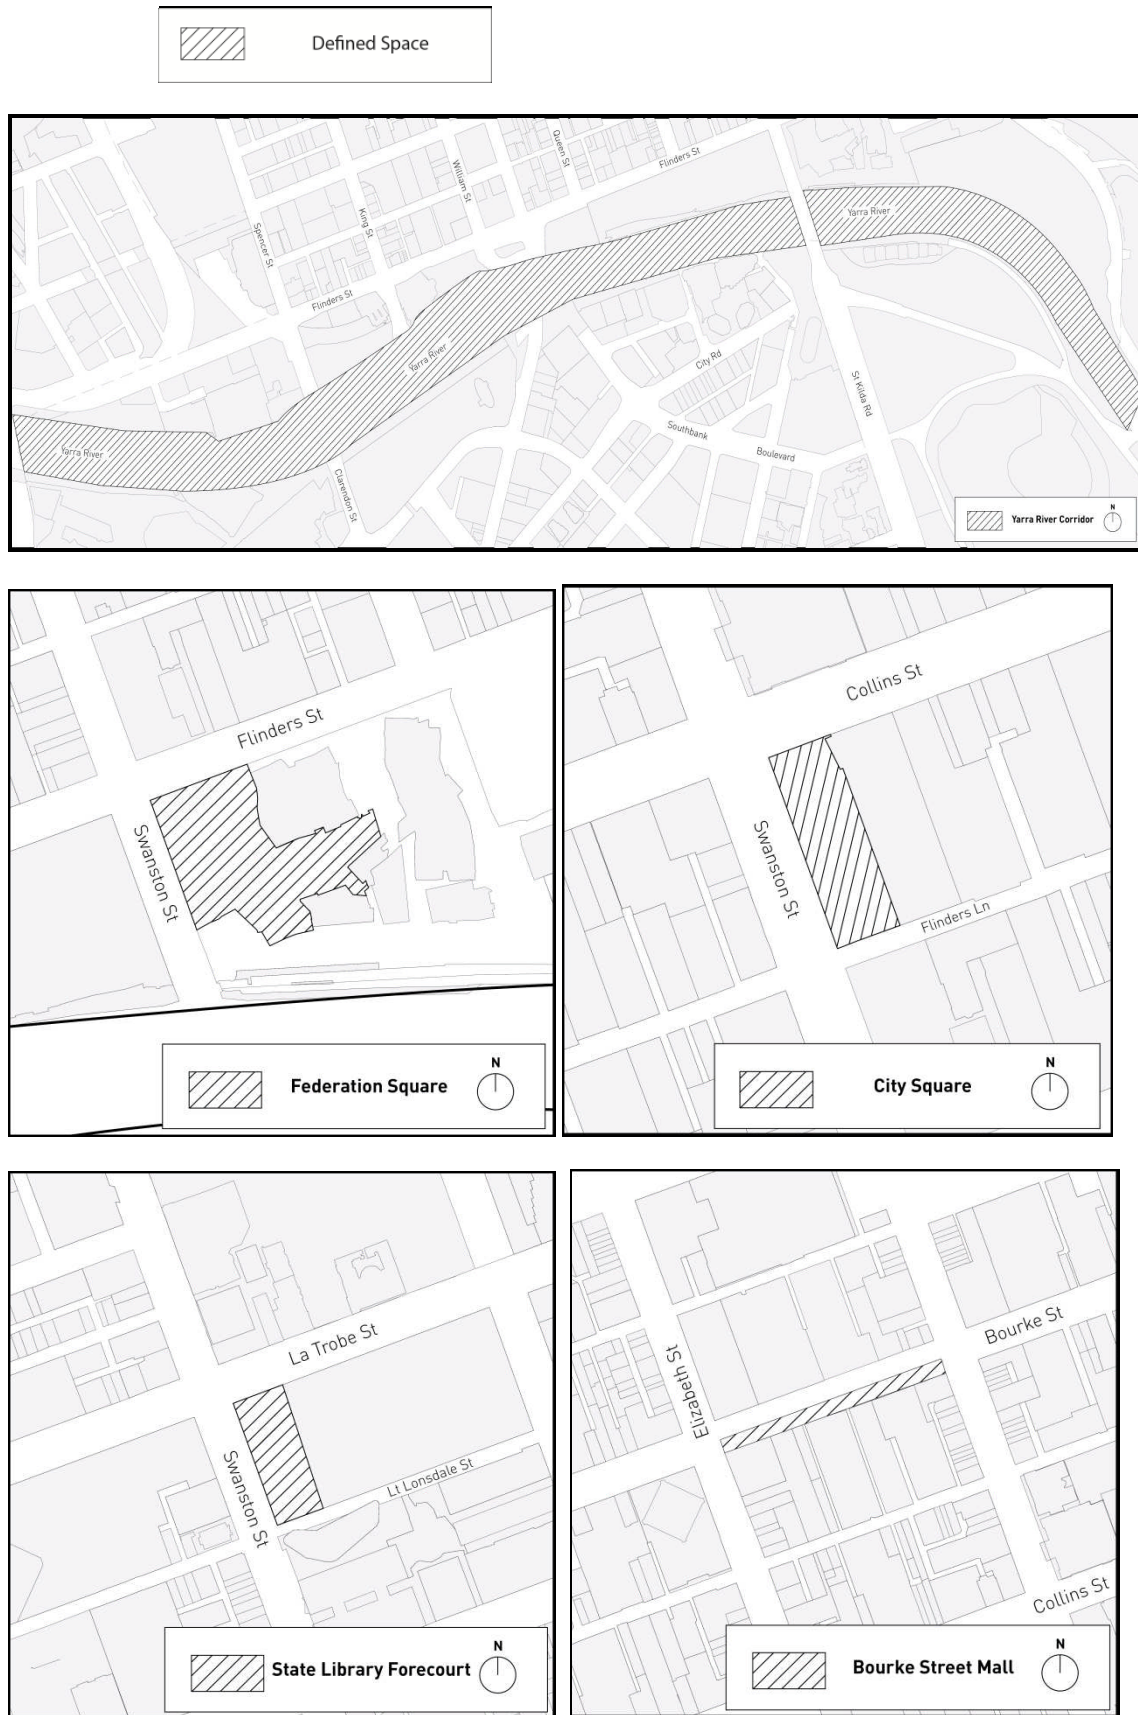 Defined Space
Queen St
William St
Flinders St
King St
Spencer St
Yarra River
Flinders St
Yarra River
City Rd
St Kilda Rd
Southbank
Boulevard
Yarra River
Clarendon St
N
Yarra River Corridor
Flinders St
Swanston St
N
Federation Square
Collins St
Swanston St
Flinders Ln
N
City Square
La Trobe St
Swanston St
Lt Lonsdale St
N
State Library Forecourt
Bourke St
Elizabeth St
Collins St
N
Bourke Street Mall